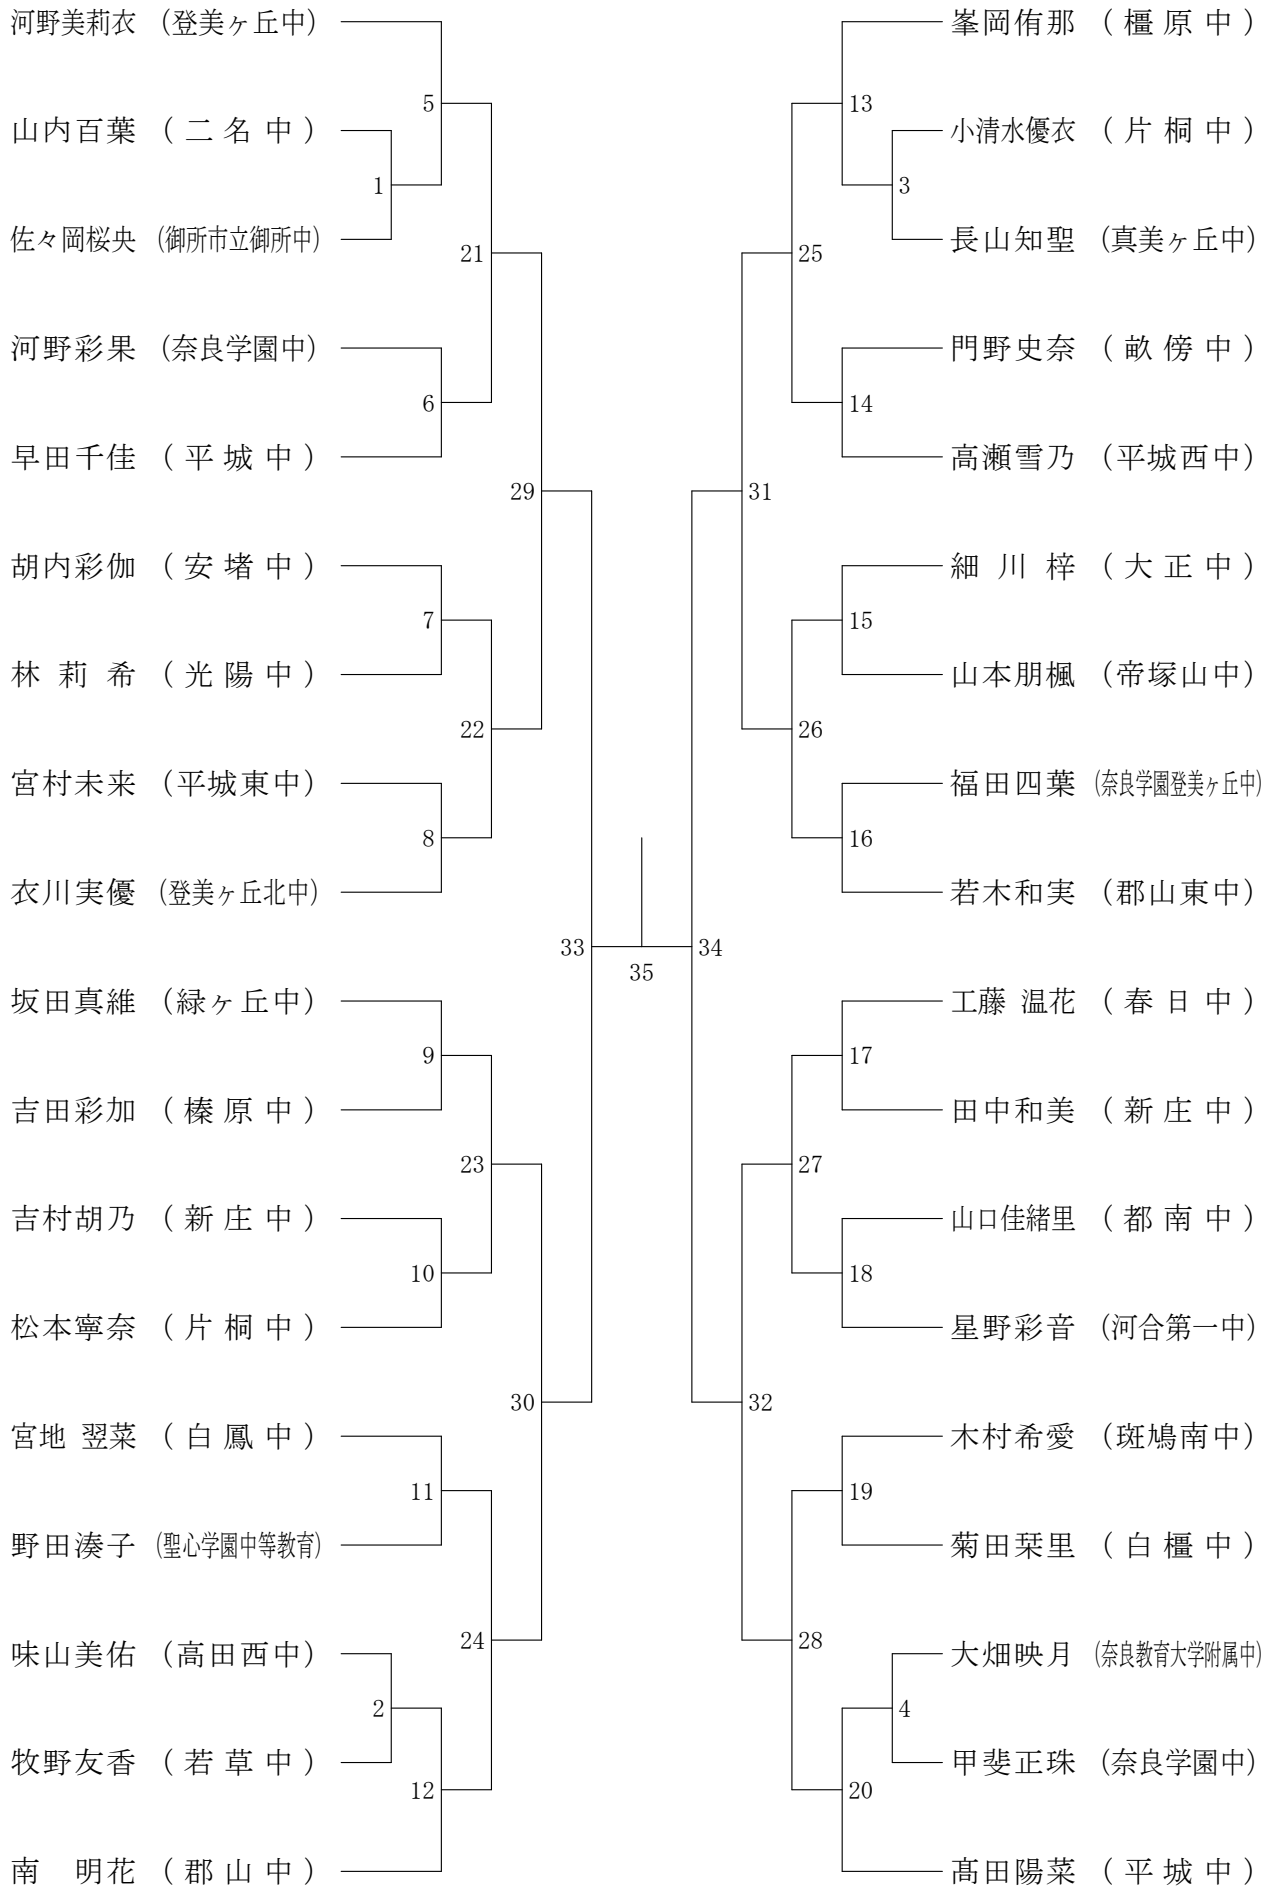 河野美莉衣 (登美ヶ丘中)
5
山内百葉 (二名中)
1
佐々岡桜央 (御所市立御所中)
21
河野彩果 (奈良学園中)
6
早田千佳 (平城中)
29
胡内彩伽 (安堵中)
7
林莉希 (光陽中)
22
宮村未来 (平城東中)
8
衣川実優 (登美ヶ丘北中)
33
坂田真維 (緑ヶ丘中)
9
吉田彩加 (榛原中)
23
吉村胡乃 (新庄中)
10
松本寧奈 (片桐中)
30
宮地 翌菜 (白鳳中)
11
野田湊子 (聖心学園中等教育)
24
味山美佑 (高田西中)
2
牧野友香 (若草中)
12
南 明花 (郡山中)
35
峯岡侑那 (橿原中)
13
小清水優衣 (片桐中)
3
長山知聖 (真美ヶ丘中)
25
門野史奈 (畝傍中)
14
高瀬雪乃 (平城西中)
31
細川梓 (大正中)
15
山本朋楓 (帝塚山中)
26
福田四葉 (奈良学園登美ヶ丘中)
16
若木和実 (郡山東中)
34
工藤 温花 (春日中)
17
田中和美 (新庄中)
27
山口佳緒里 (都南中)
18
星野彩音 (河合第一中)
32
木村希愛 (斑鳩南中)
19
菊田栞里 (白橿中)
28
大畑映月 (奈良教育大学附属中)
4
甲斐正珠 (奈良学園中)
20
髙田陽菜 (平城中)